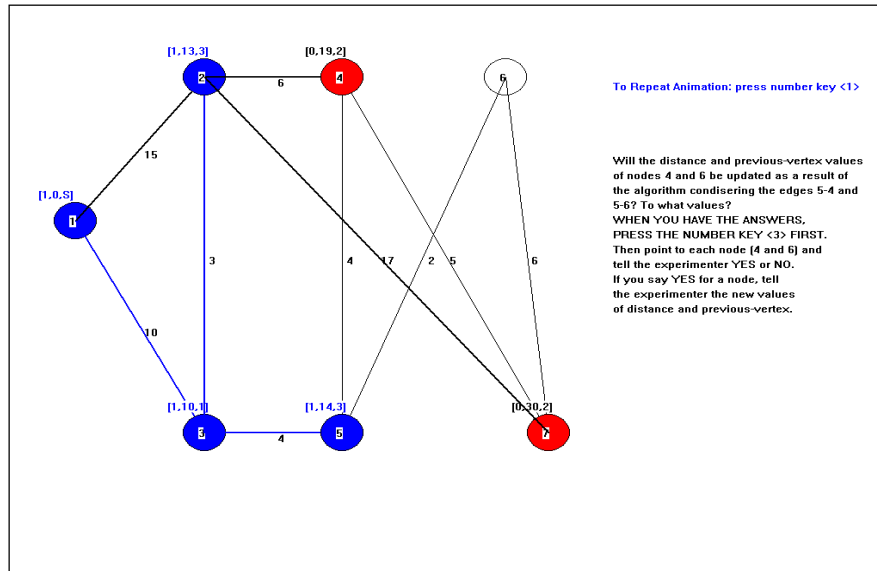 [1,13,3]
[0,19,2]
2
6
4
6
To Repeat Animation: press number key <1>
15
Will the distance and previous-vertex values
of nodes 4 and 6 be updated as a result of
the algorithm condisering the edges 5-4 and
5-6? To what values?
WHEN YOU HAVE THE ANSWERS,
PRESS THE NUMBER KEY <3> FIRST.
Then point to each node (4 and 6) and
tell the experimenter YES or NO.
If you say YES for a node, tell
the experimenter the new values
of distance and previous-vertex.
[1,0,S]
1
3
4
17
2
5
6
10
[1,10,1]
[1,14,3]
[0,30,2]
3
4
5
7